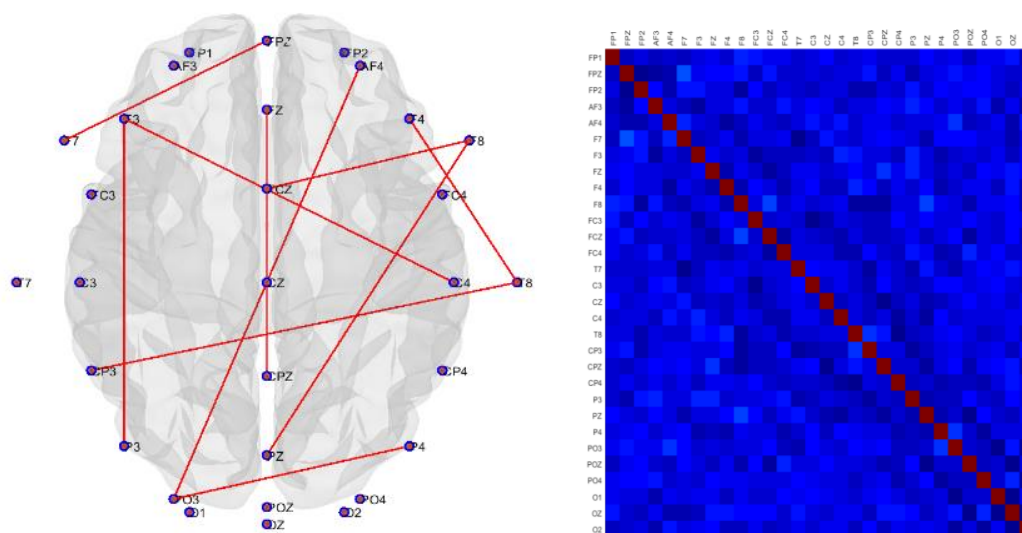 FPZ
FP1
FP2
AF3
AF4
FZ
F3
F4
F7
F8
FCZ
FC3
FC4
T7
C3
CZ
C4
T8
CP3
CPZ
CP4
P3
PZ
P4
PO3
POZ
PO4
O1
OZ
O2
FP1 FPZ FP2 AF3 AF4 F7 F3 FZ F4 F8 FC3 FCZ FC4 T7 C3 CZ C4 T8 CP3 CPZ CP4 P3 PZ P4 PO3 POZ PO4 O1 OZ
FP1
FPZ
FP2
AF3
AF4
F7
F3
FZ
F4
F8
FC3
FCZ
FC4
T7
C3
CZ
C4
T8
CP3
CPZ
CP4
P3
PZ
P4
PO3
POZ
PO4
O1
OZ
O2